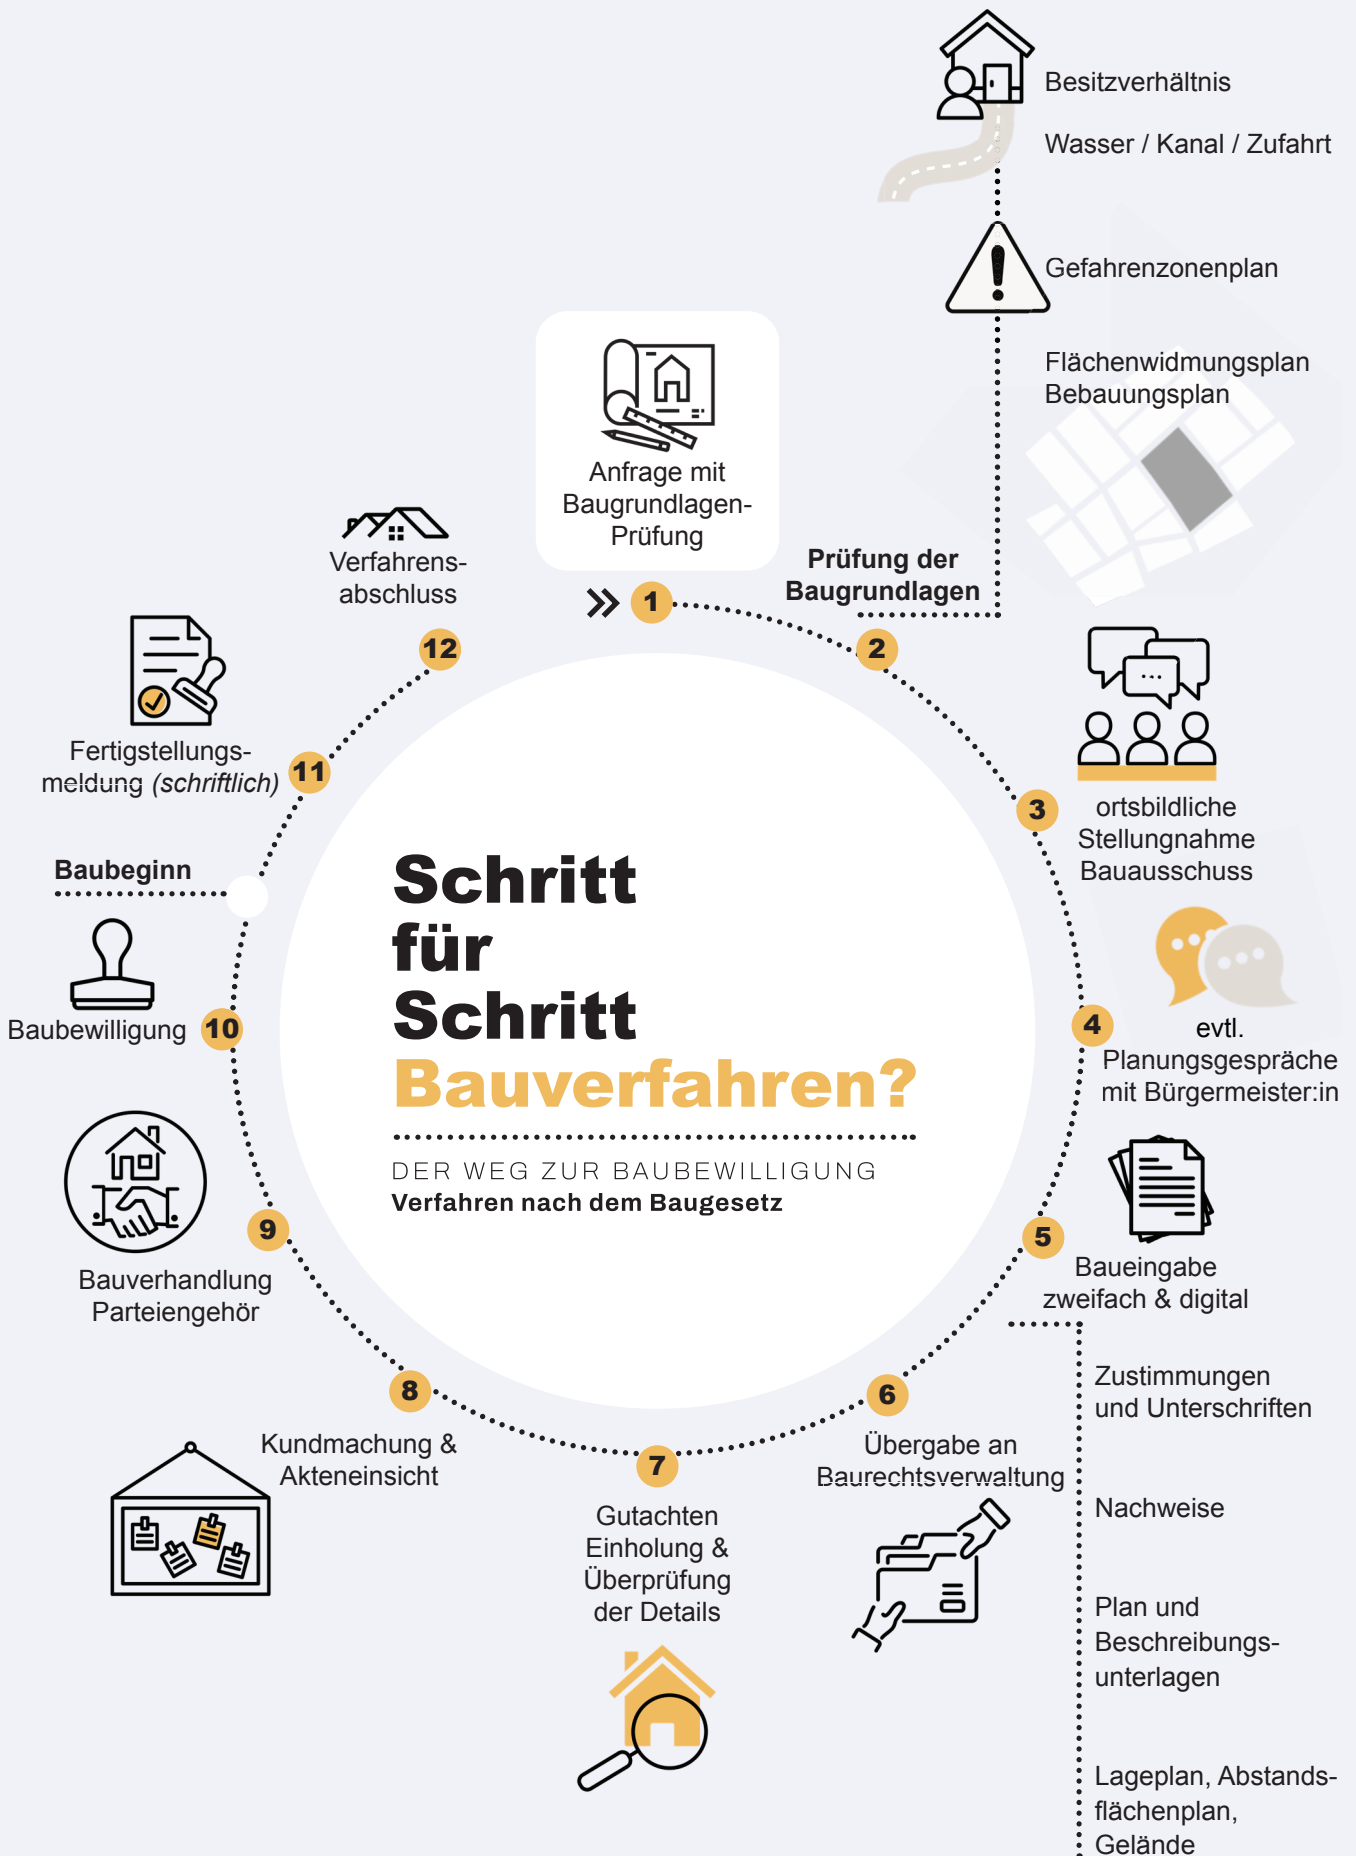 Besitzverhältnis
Wasser / Kanal / Zufahrt
Gefahrenzonenplan
Flächenwidmungsplan
Bebauungsplan
Anfrage mit
Baugrundlagen-
Prüfung
1
Prüfung der
Baugrundlagen
2
3
ortsbildliche
Stellungnahme
Bauausschuss
4
evtl.
Planungsgespräche
mit Bürgermeister:in
5
Baueingabe
zweifach & digital
Zustimmungen
und Unterschriften
Nachweise
Plan und
Beschreibungs-
unterlagen
Lageplan, Abstands-
flächenplan,
Gelände
6
Übergabe an
Baurechtsverwaltung
7
Gutachten
Einholung &
Überprüfung
der Details
8
Kundmachung &
Akteneinsicht
9
Bauverhandlung
Parteiengehör
10
Baubewilligung
Baubeginn
11
Fertigstellungs-
meldung (schriftlich)
12
Verfahrens-
abschluss
Schritt
für
Schritt
Bauverfahren?
DER WEG ZUR BAUBEWILLIGUNG
Verfahren nach dem Baugesetz